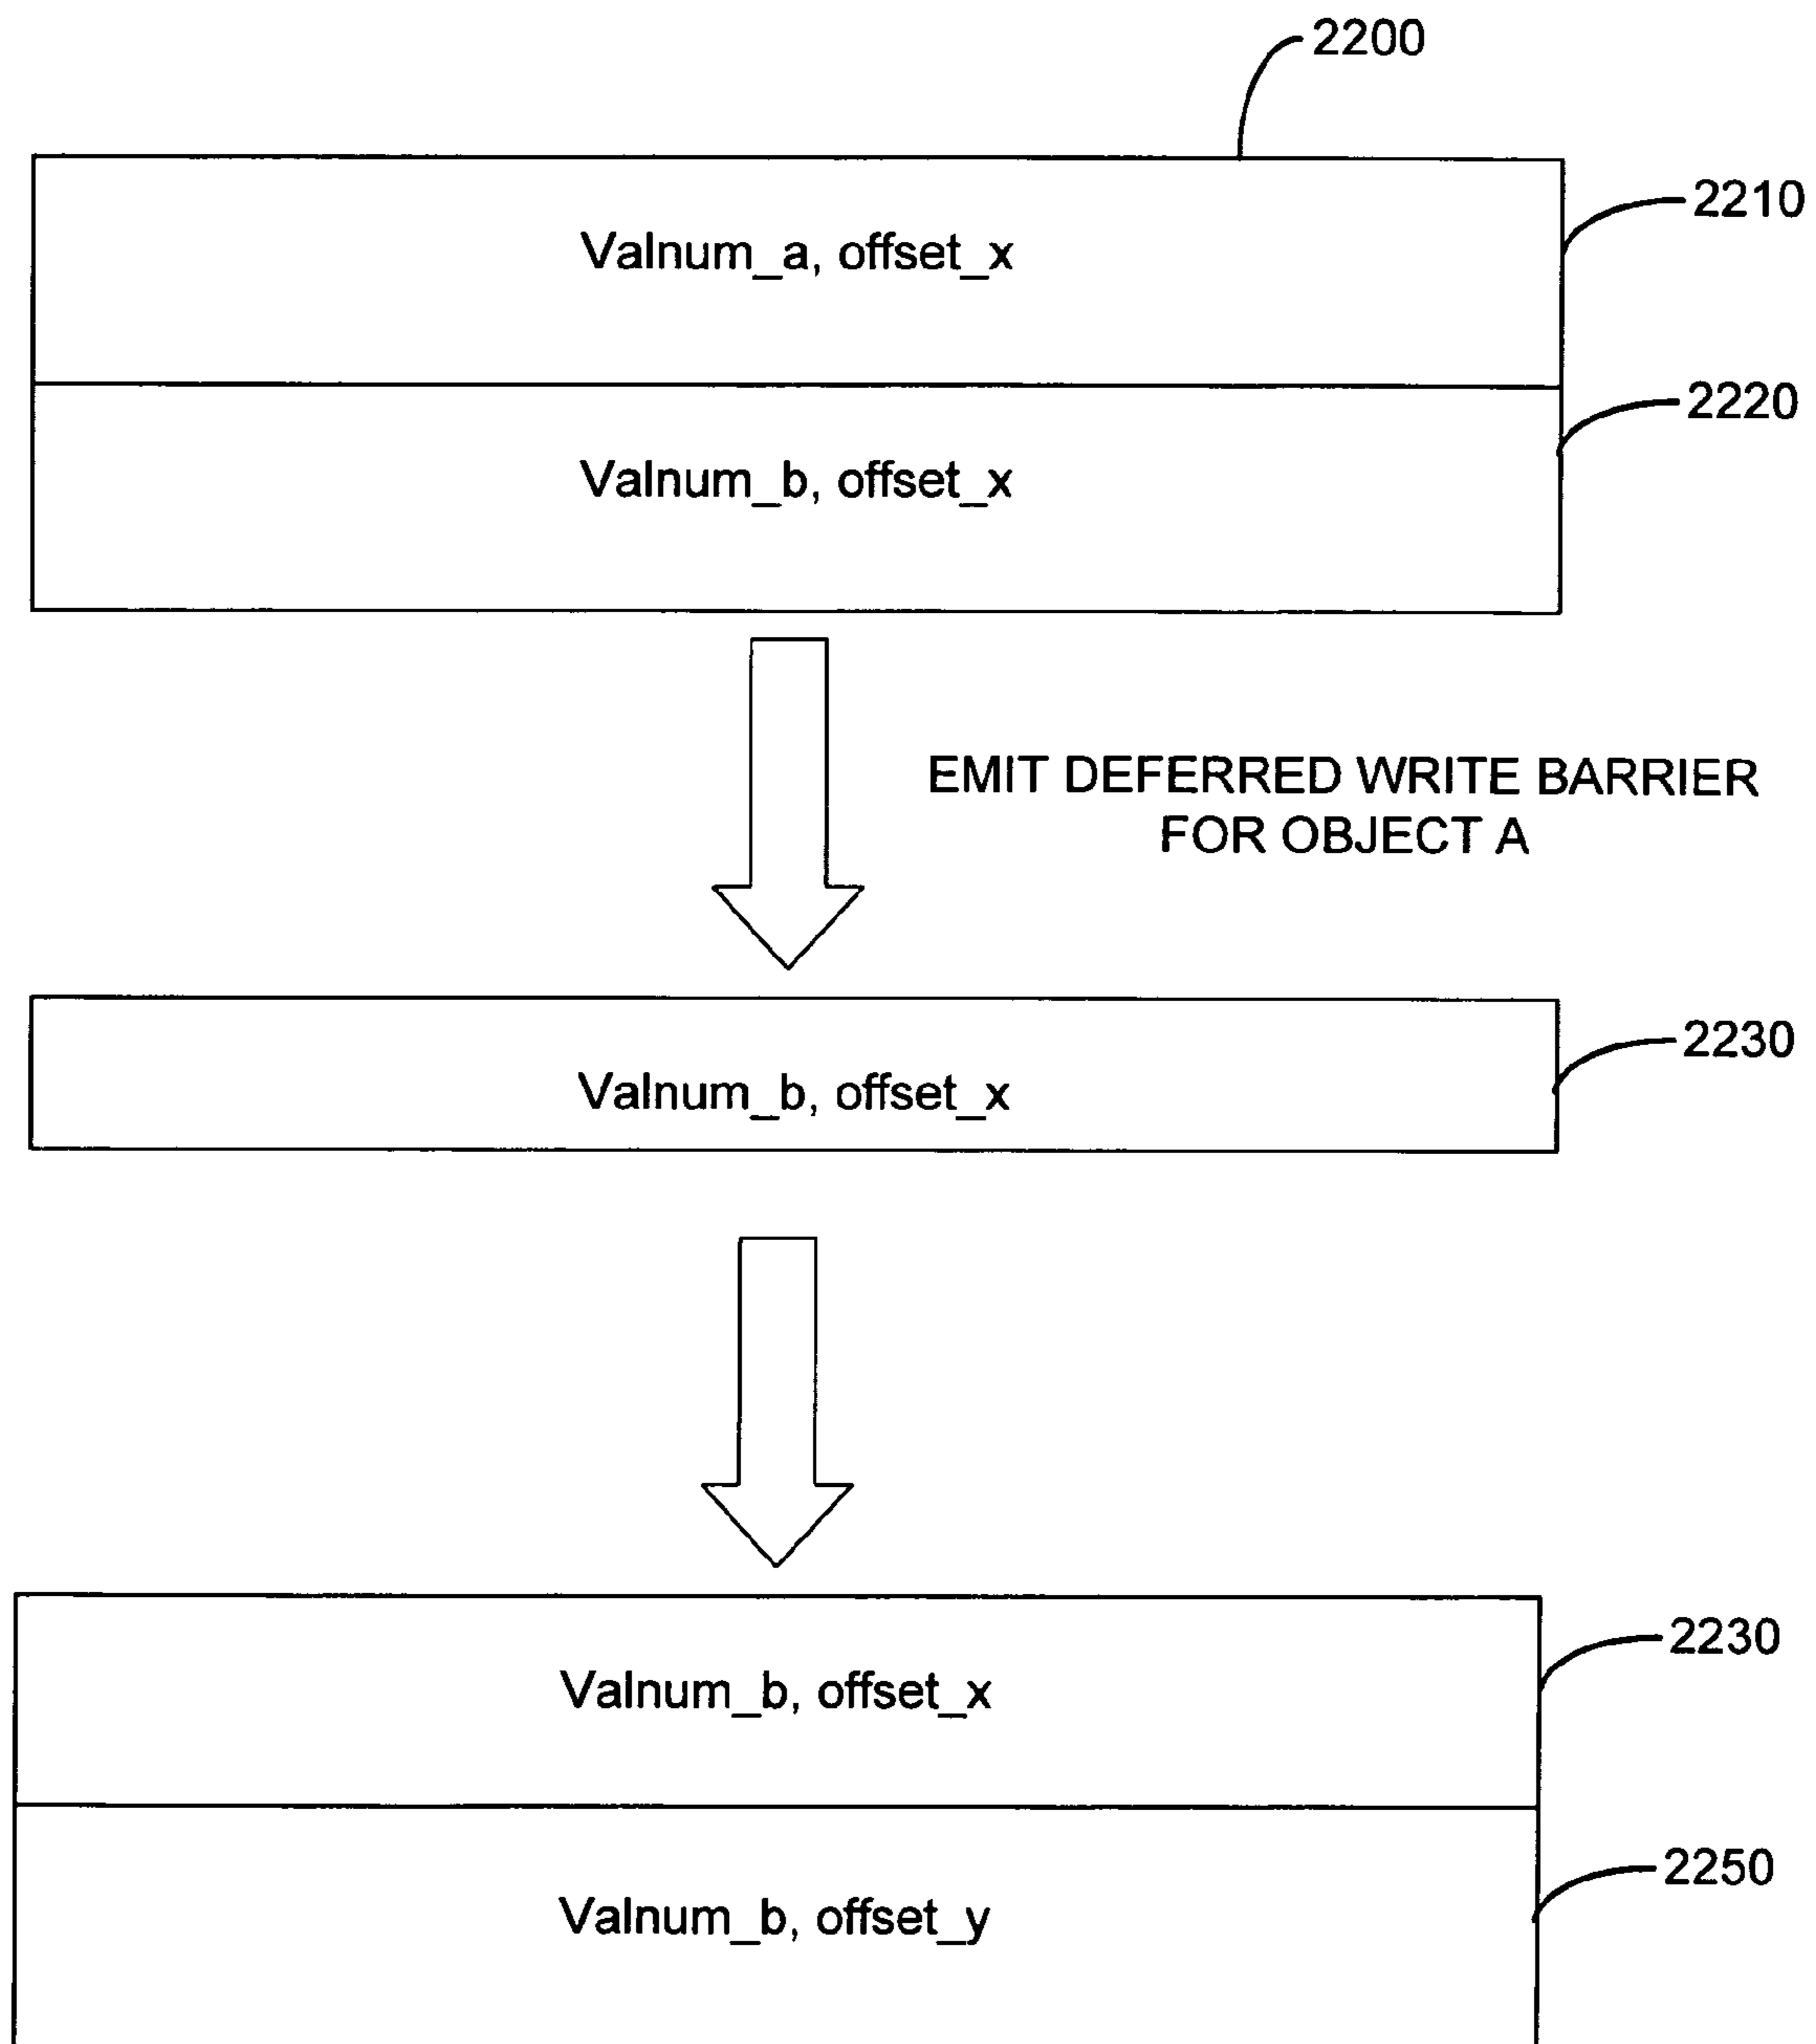 2200
2210
Valnum_a, offset_x
2220
Valnum_b, offset_x
EMIT DEFERRED WRITE BARRIER
FOR OBJECT A
2230
Valnum_b, offset_x
2230
Valnum_b, offset_x
2250
Valnum_b, offset_y